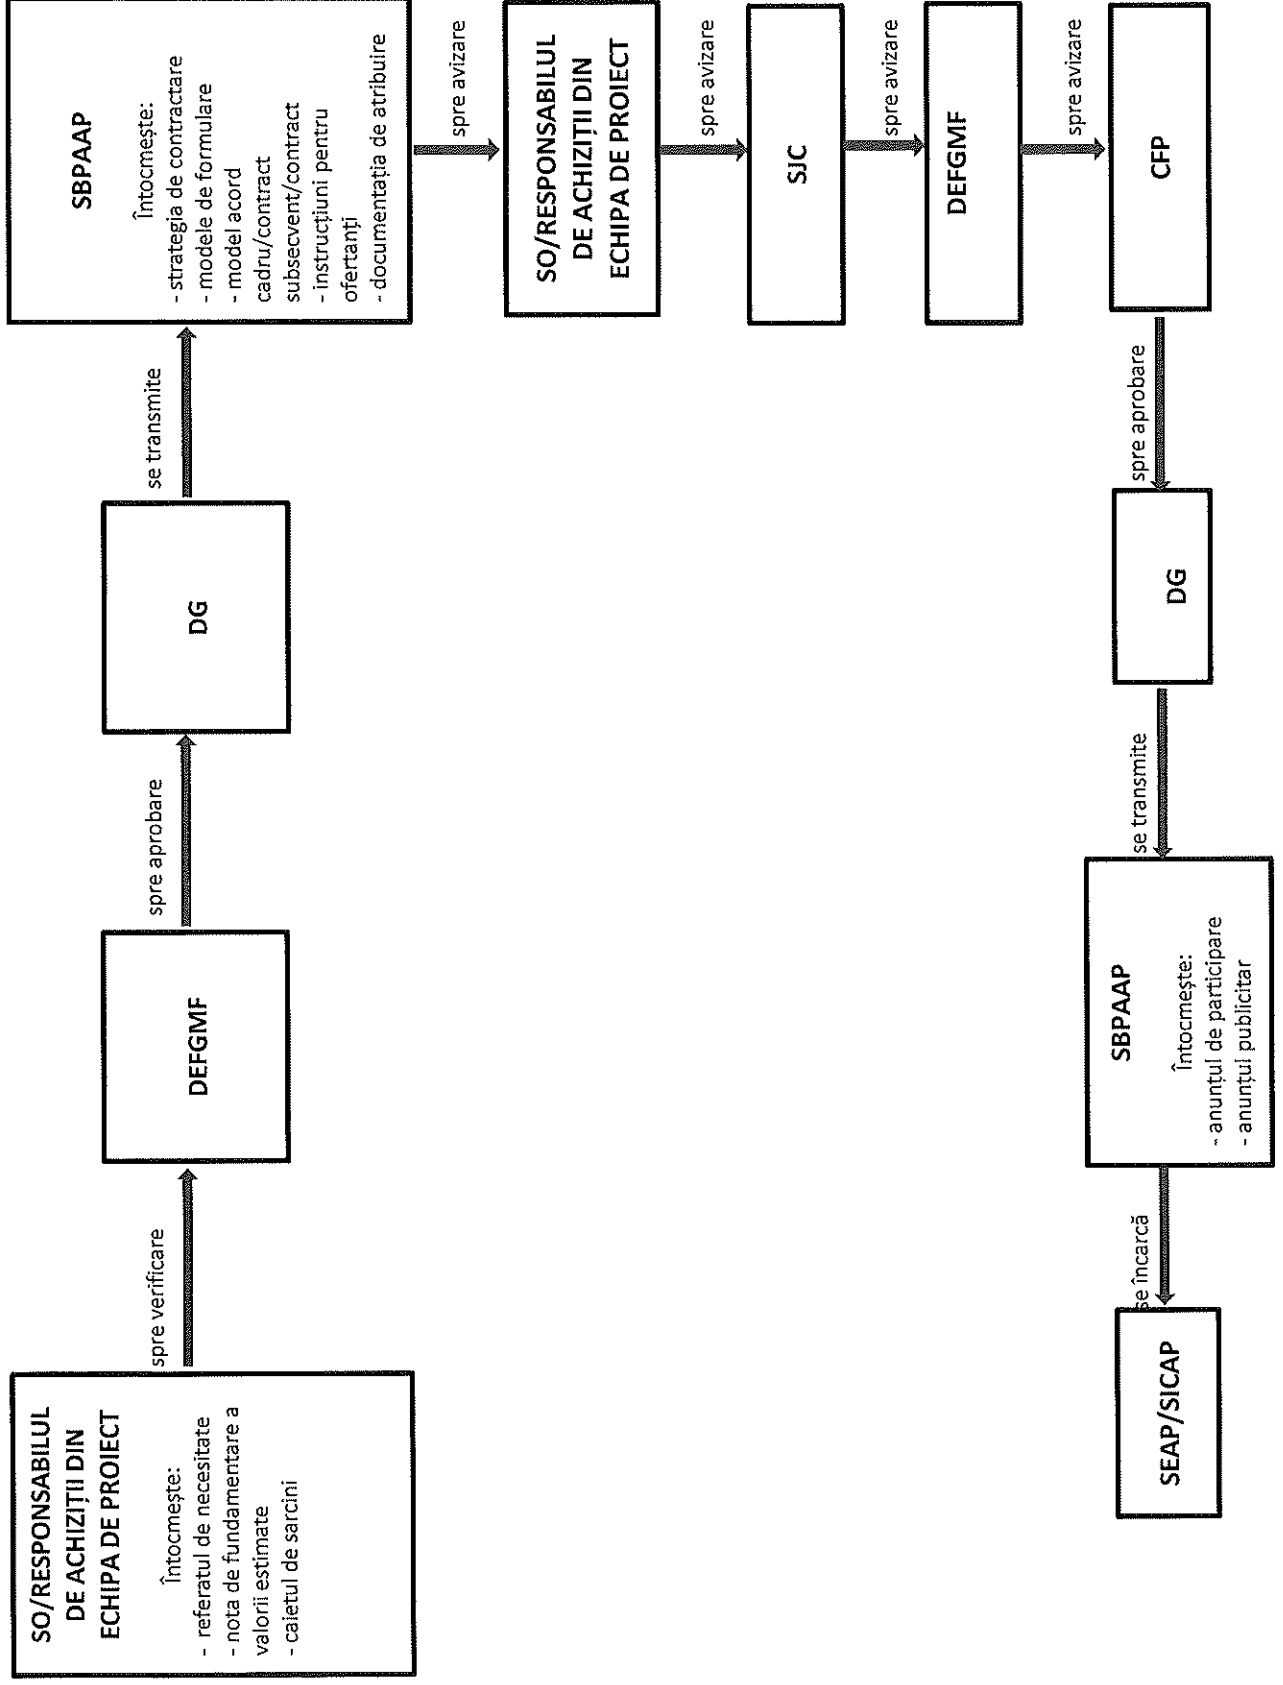 SO/RESPONSABILUL
DE ACHIZIȚII DIN
ECHIPA DE PROIECT
Întocmește:
- referatul de necesitate
- nota de fundamentare a
valorii estimate
- caietul de sarcini
spre verificare
DEFGMF
spre aprobare
DG
se transmite
SBPAAP
Întocmește:
- strategia de contractare
- modele de formulare
- model acord
cadru/contract
subsecvent/contract
- instrucțiuni pentru
ofertanți
- documentația de atribuire
spre avizare
SO/RESPONSABILUL
DE ACHIZIȚII DIN
ECHIPA DE PROIECT
spre avizare
SJC
spre avizare
DEFGMF
spre avizare
CFP
spre aprobare
DG
se transmite
SBPAAP
Întocmește:
- anunțul de participare
- anunțul publicitar
se încarcă
SEAP/SICAP